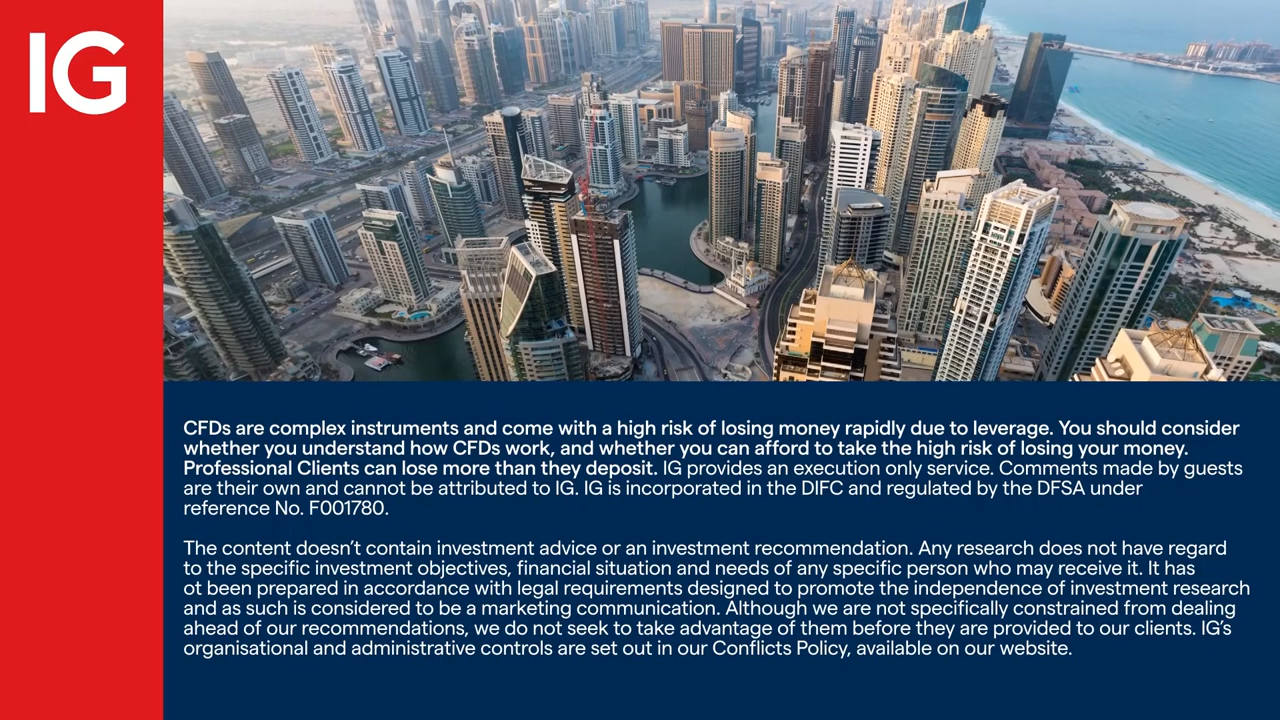 IG
CFDs are complex instruments and come with a high risk of losing money rapidly due to leverage. You should consider
whether you understand how CFDs work, and whether you can afford to take the high risk of losing your money.
Professional Clients can lose more than they deposit. IG provides an execution only service. Comments made by guests
are their own and cannot be attributed to IG. IG is incorporated in the DIFC and regulated by the DFSA under
reference No. F001780.
The content doesn’t contain investment advice or an investment recommendation. Any research does not have regard
to the specific investment objectives, financial situation and needs of any specific person who may receive it. It has
ot been prepared in accordance with legal requirements designed to promote the independence of investment research
and as such is considered to be a marketing communication. Although we are not specifically constrained from dealing
ahead of our recommendations, we do not seek to take advantage of them before they are provided to our clients. IG’s
organisational and administrative controls are set out in our Conflicts Policy, available on our website.